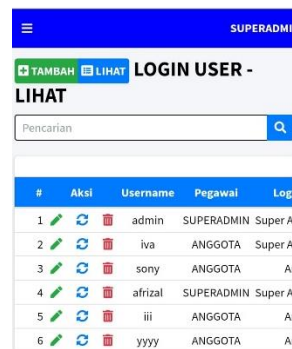 SUPERADMI
TAMBAH LIHAT LOGIN USER -
LIHAT
Pencarian
# Aksi Username Pegawai Log
1 admin SUPERADMIN Super A
2 iva ANGGOTA Super A
3 sony ANGGOTA A
4 afrizal SUPERADMIN Super A
5 iii ANGGOTA A
6 yyyy ANGGOTA A